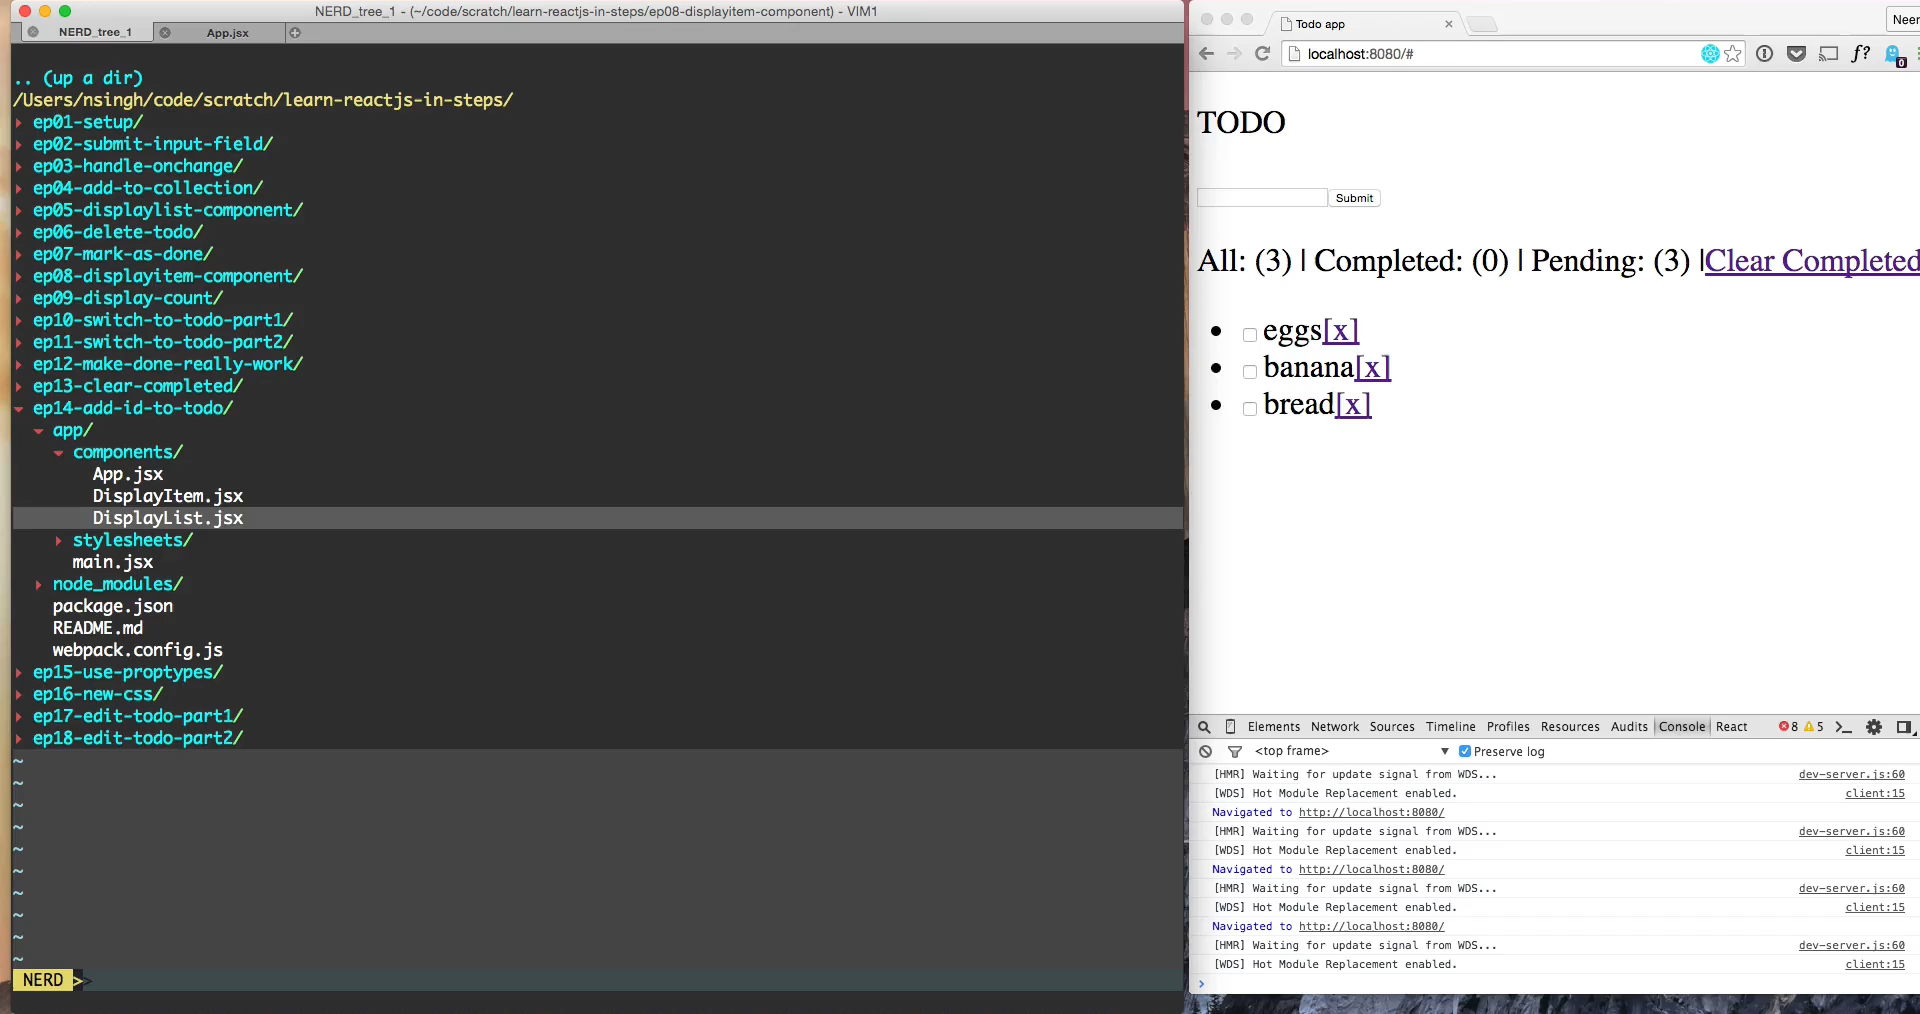 NERD_tree_1 - (~/code/scratch/learn-reactjs-in-steps/ep08-displayitem-component) - VIM1
NERD_tree_1
App.jsx
.. (up a dir)
/Users/nsingh/code/scratch/learn-reactjs-in-steps/
ep01-setup/
ep02-submit-input-field/
ep03-handle-onchange/
ep04-add-to-collection/
ep05-displaylist-component/
ep06-delete-todo/
ep07-mark-as-done/
ep08-displayitem-component/
ep09-display-count/
ep10-switch-to-todo-part1/
ep11-switch-to-todo-part2/
ep12-make-done-really-work/
ep13-clear-completed/
ep14-add-id-to-todo/
app/
components/
App.jsx
DisplayItem.jsx
DisplayList.jsx
stylesheets/
main.jsx
node_modules/
package.json
README.md
webpack.config.js
ep15-use-proptypes/
ep16-new-css/
ep17-edit-todo-part1/
ep18-edit-todo-part2/
~
~
~
~
~
~
~
~
~
~
NERD >>
Todo app
Neer
localhost:8080/#
f?
0
TODO
Submit
All: (3) | Completed: (0) | Pending: (3) |Clear Completed
eggs[x]
banana[x]
bread[x]
Elements Network Sources Timeline Profiles Resources Audits Console React 8 5
<top frame> Preserve log
[HMR] Waiting for update signal from WDS... dev-server.js:60
[WDS] Hot Module Replacement enabled. client:15
Navigated to http://localhost:8080/
[HMR] Waiting for update signal from WDS... dev-server.js:60
[WDS] Hot Module Replacement enabled. client:15
Navigated to http://localhost:8080/
[HMR] Waiting for update signal from WDS... dev-server.js:60
[WDS] Hot Module Replacement enabled. client:15
Navigated to http://localhost:8080/
[HMR] Waiting for update signal from WDS... dev-server.js:60
[WDS] Hot Module Replacement enabled. client:15